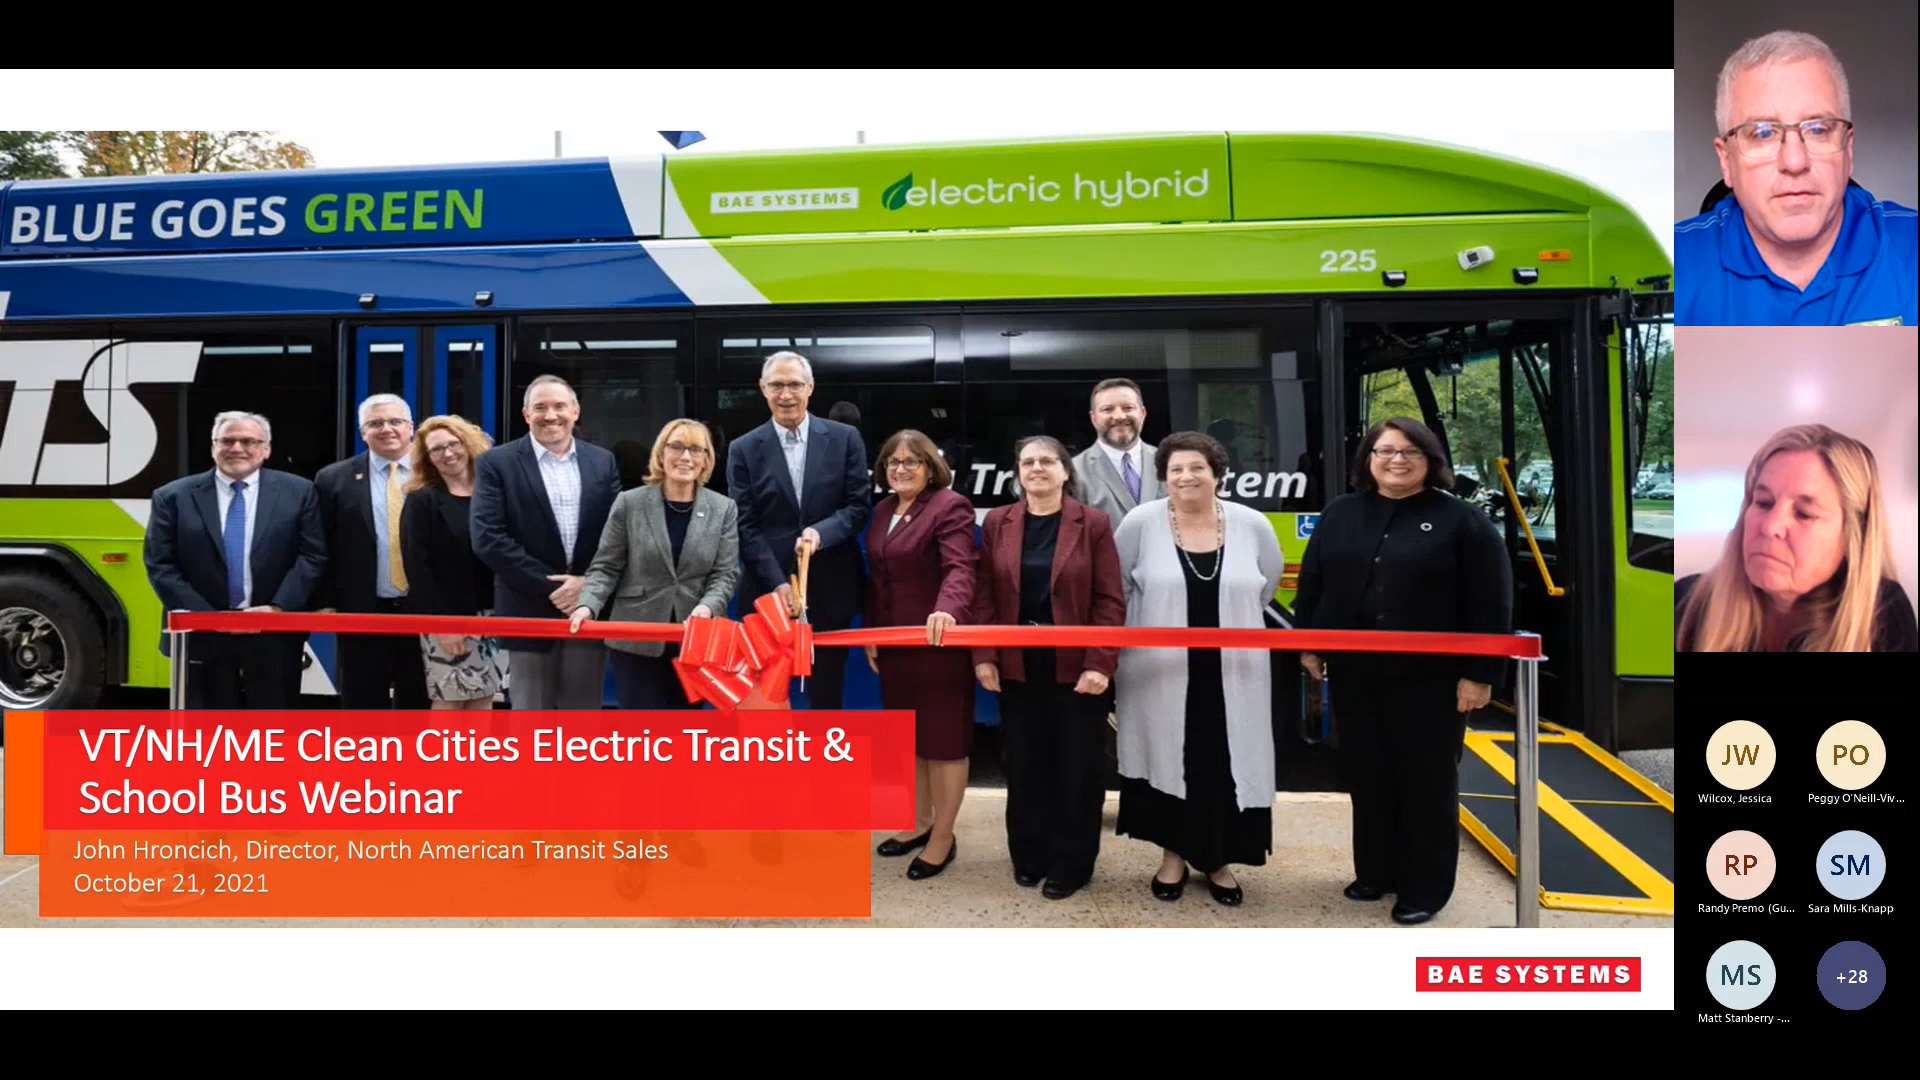 BLUE GOES GREEN
BAE SYSTEMS
electric hybrid
225
TS
Tr
tem
VT/NH/ME Clean Cities Electric Transit &
School Bus Webinar
John Hroncich, Director, North American Transit Sales
October 21, 2021
BAE SYSTEMS
JW
Wilcox, Jessica
PO
Peggy O'Neill-Viv...
RP
Randy Premo (Gu...
SM
Sara Mills-Knapp
MS
Matt Stanberry -...
+28